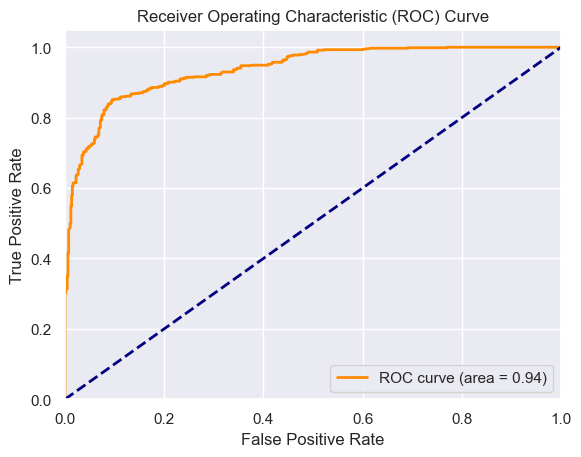 Receiver Operating Characteristic (ROC) Curve
1.0
0.8
0.6
0.4
0.2
0.0
True Positive Rate
ROC curve (area = 0.94)
0.0 0.2 0.4 0.6 0.8 1.0
False Positive Rate